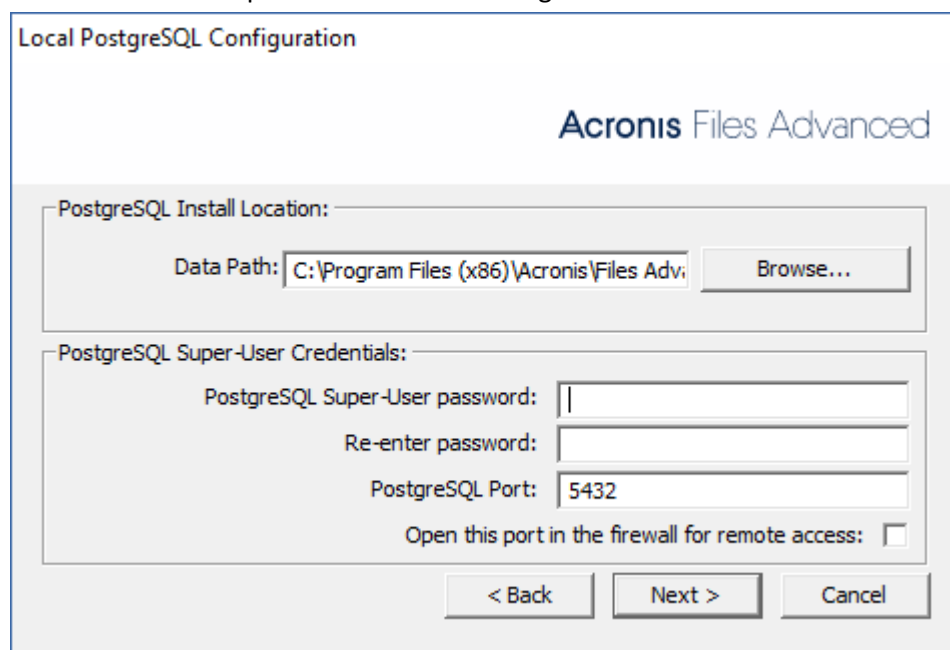 Local PostgreSQL Configuration
Acronis Files Advanced
PostgreSQL Install Location:
Data Path: C:\Program Files (x86)\Acronis\Files Adv
Browse...
PostgreSQL Super-User Credentials:
PostgreSQL Super-User password:
Re-enter password:
PostgreSQL Port: 5432
Open this port in the firewall for remote access:
< Back Next > Cancel